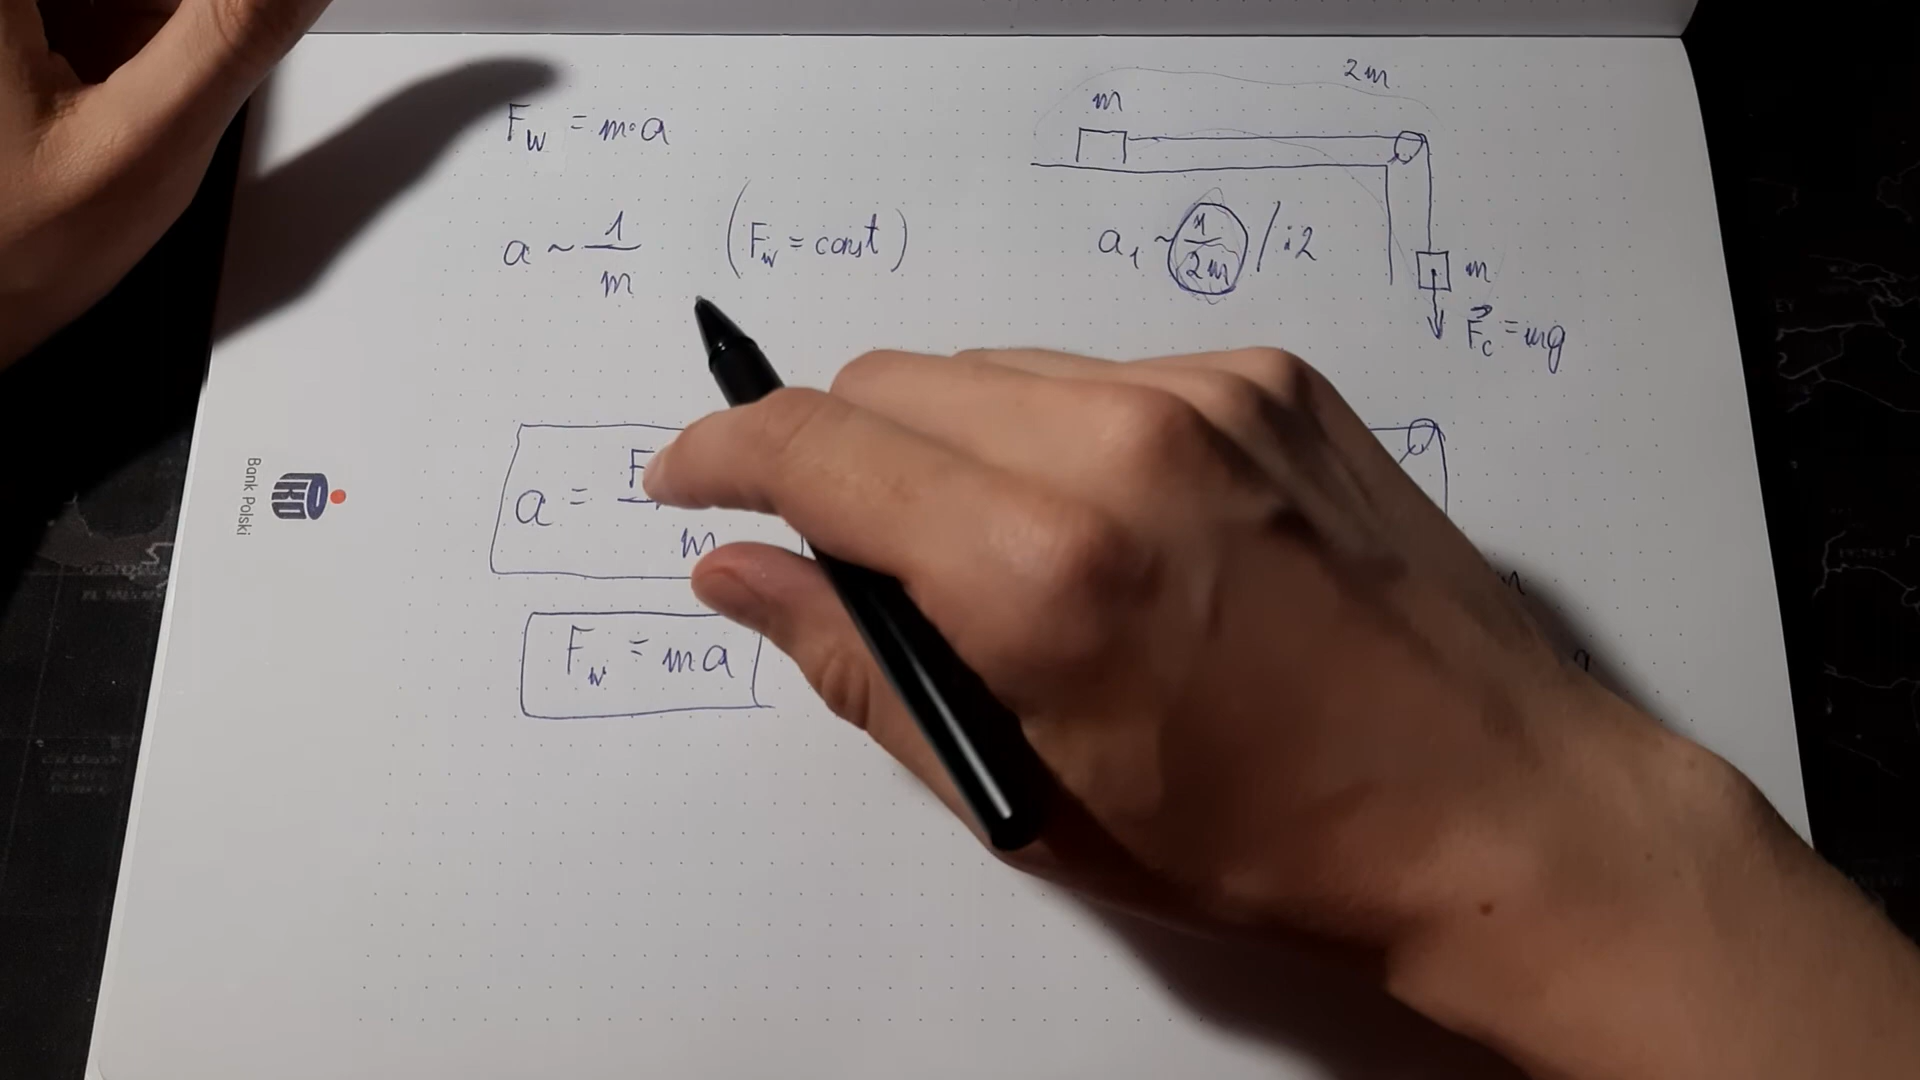 F_w = m·a
a ~ 1/m (F_w = const)
2m
m
a_1 ~ 1/2m /:2
m
F_c = mg
a = F / m
F_w = ma
Bank Polski